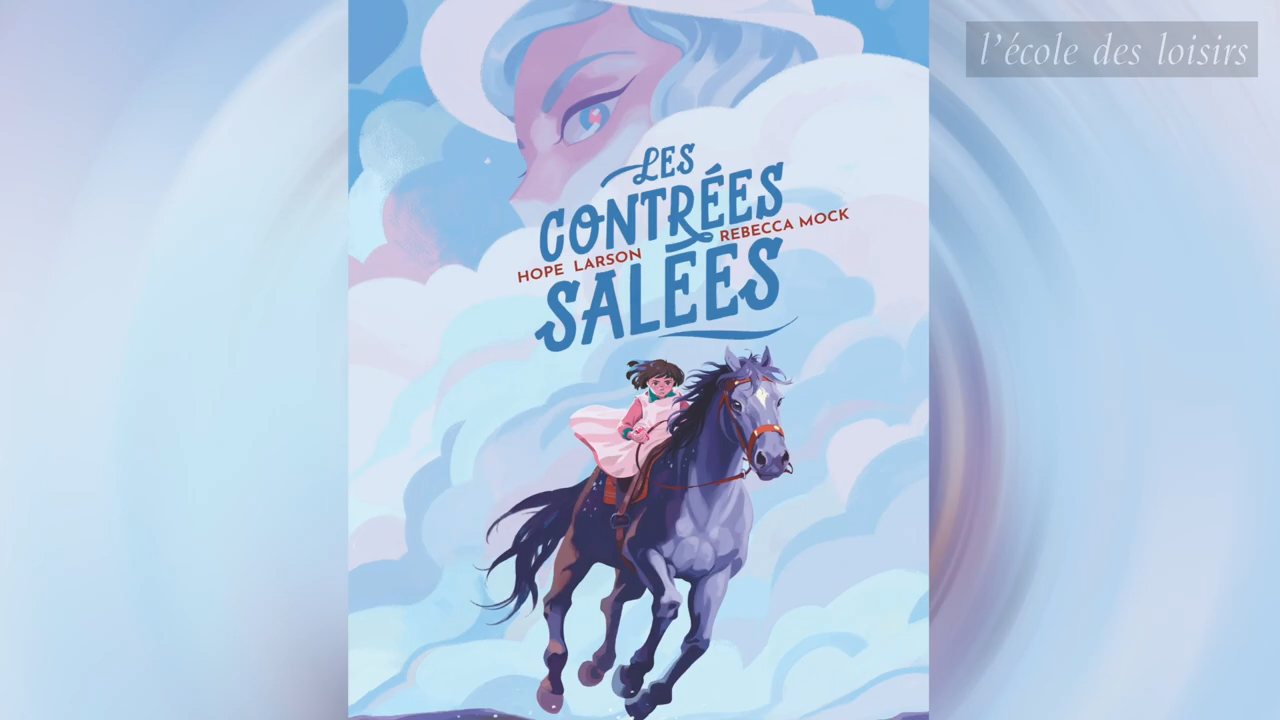 l'école des loisirs
LES
CONTRÉES
HOPE LARSON REBECCA MOCK
SALÉES